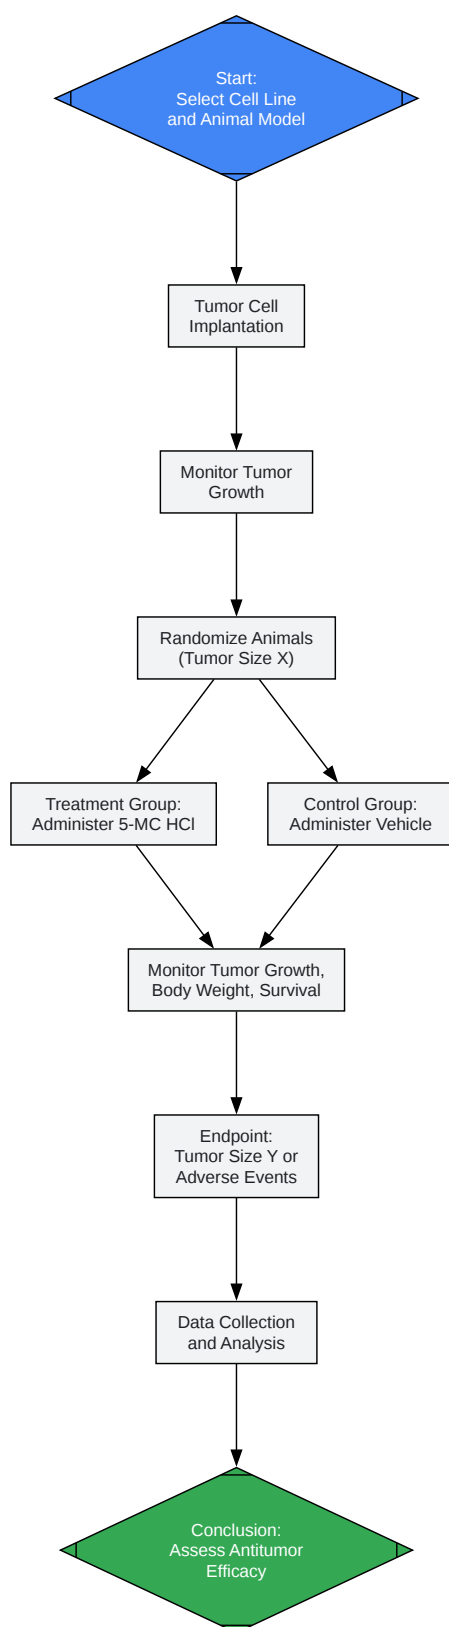 Start:
Select Cell Line
and Animal Model
Tumor Cell
Implantation
Monitor Tumor
Growth
Randomize Animals
(Tumor Size X)
Treatment Group:
Administer 5-MC HCl
Control Group:
Administer Vehicle
Monitor Tumor Growth,
Body Weight, Survival
Endpoint:
Tumor Size Y or
Adverse Events
Data Collection
and Analysis
Conclusion:
Assess Antitumor
Efficacy